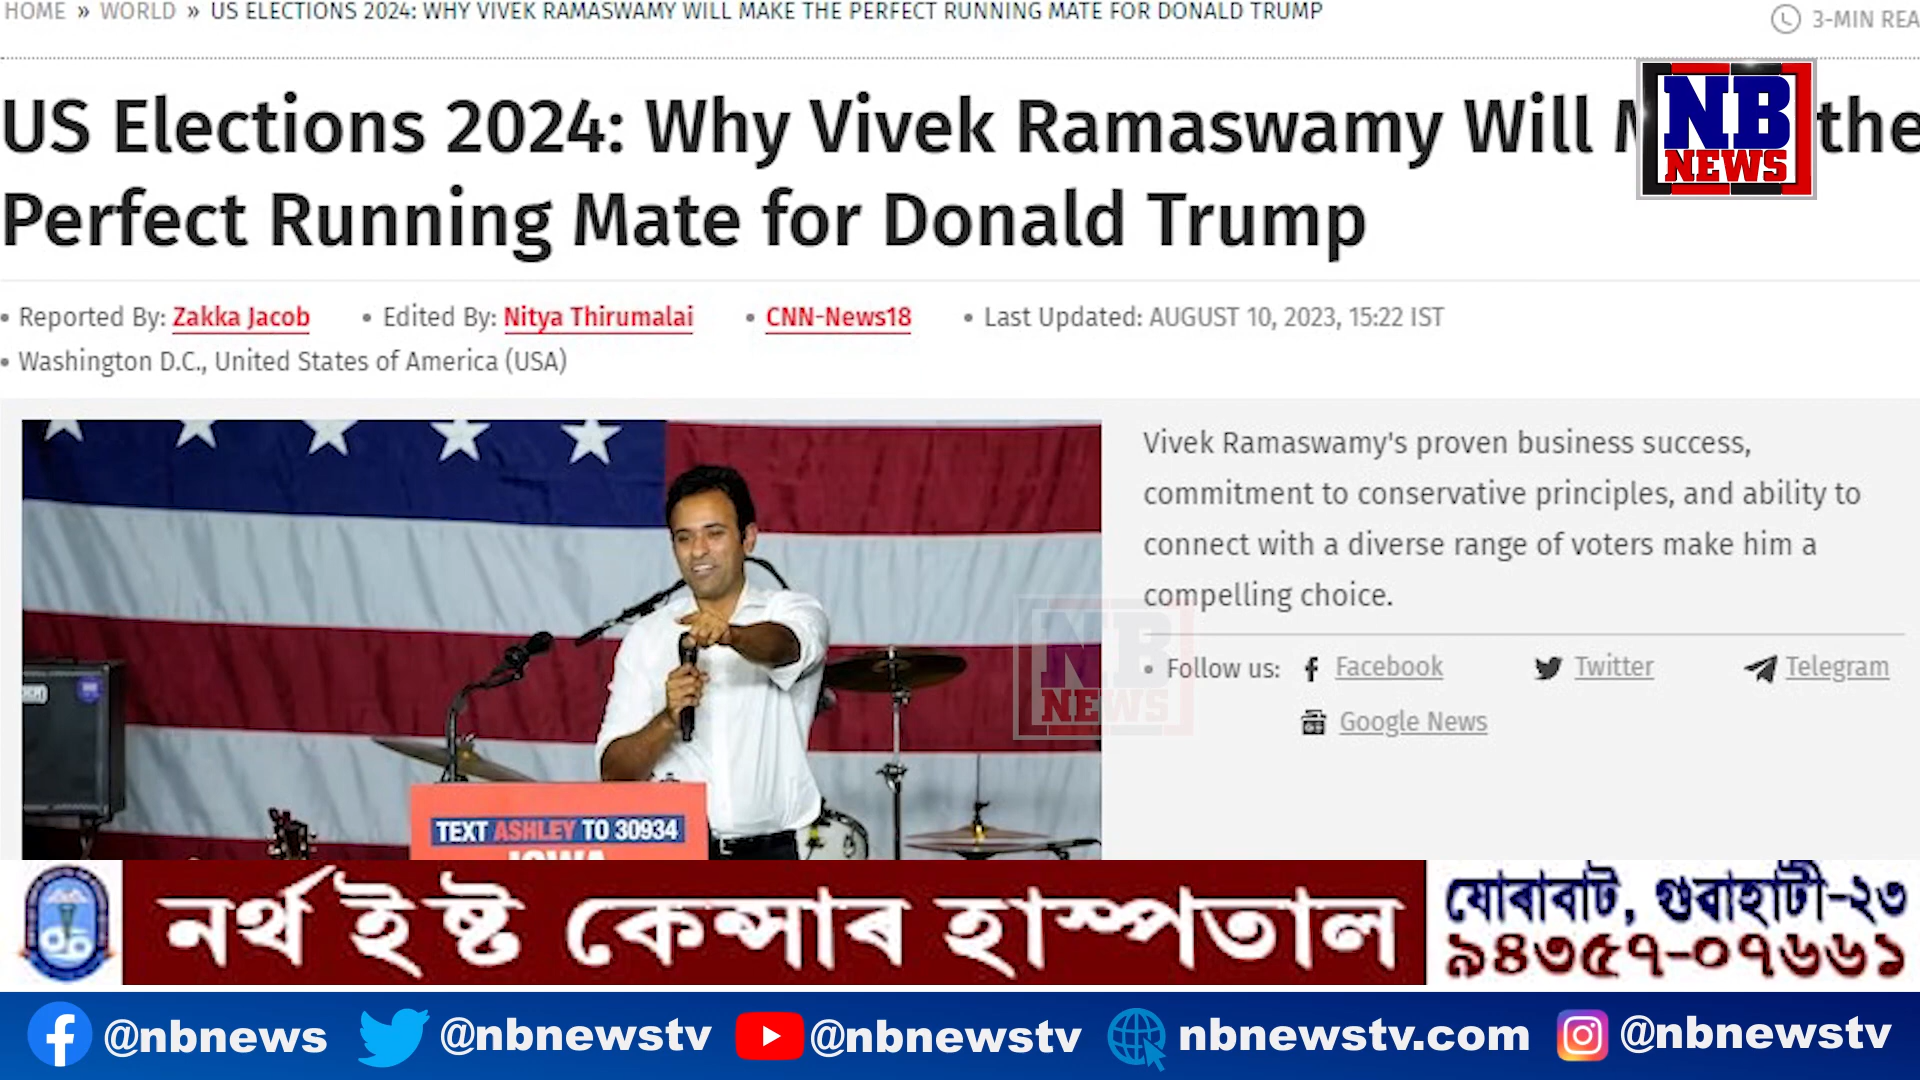 HOME » WORLD » US ELECTIONS 2024: WHY VIVEK RAMASWAMY WILL MAKE THE PERFECT RUNNING MATE FOR DONALD TRUMP
3-MIN REA
US Elections 2024: Why Vivek Ramaswamy Will M the
Perfect Running Mate for Donald Trump
NB
NEWS
• Reported By: Zakka Jacob • Edited By: Nitya Thirumalai • CNN-News18 • Last Updated: AUGUST 10, 2023, 15:22 IST
• Washington D.C., United States of America (USA)
Vivek Ramaswamy's proven business success,
commitment to conservative principles, and ability to
connect with a diverse range of voters make him a
compelling choice.
• Follow us: Facebook Twitter Telegram
Google News
NB
NEWS
TEXT ASHLEY TO 30934
IOWA
নৰ্থ ইষ্ট কেন্সাৰ হাস্পতাল
যোৰাবাট, গুৱাহাটী-২৩
৯৪৩৫৭-০৭৬৬১
@nbnews @nbnewstv @nbnewstv nbnewstv.com @nbnewstv